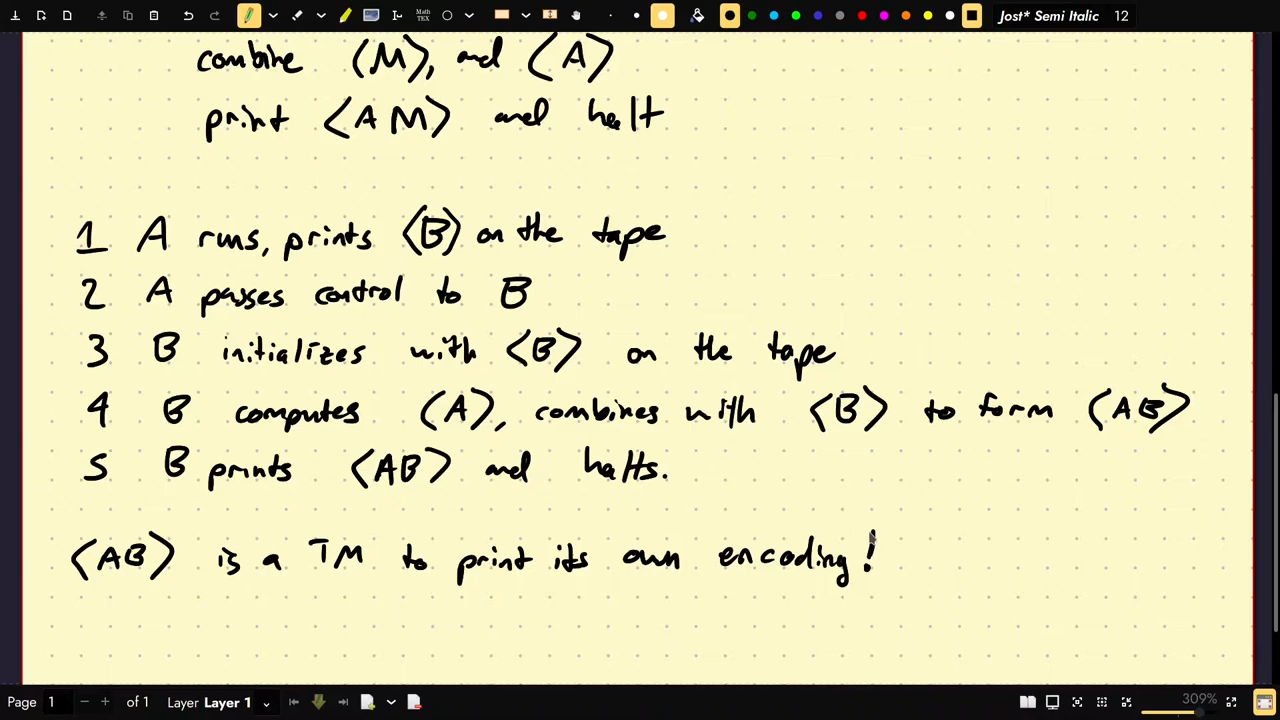 Jost* Semi Italic 12
combine ⟨M⟩, and ⟨A⟩
print ⟨AM⟩ and halt
1 A runs, prints ⟨B⟩ on the tape
2 A passes control to B
3 B initializes with ⟨B⟩ on the tape
4 B computes ⟨A⟩, combines with ⟨B⟩ to form ⟨AB⟩
5 B prints ⟨AB⟩ and halts.
⟨AB⟩ is a TM to print its own encoding!
Page 1 of 1 Layer Layer 1 309%